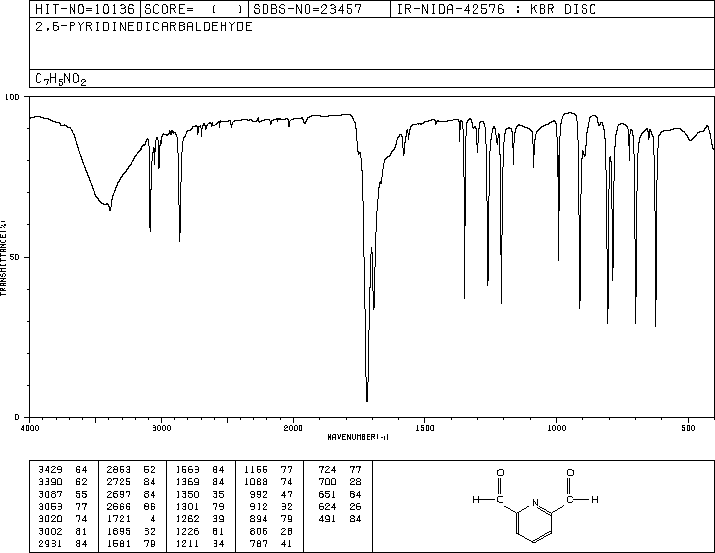 HIT-NO=10136 SCORE= ( ) SDBS-NO=23457 IR-NIDA-42576 : KBR DISC
2,6-PYRIDINEDICARBALDEHYDE
C7H5NO2
100
50
0
TRANSMITTANCE(%)
4000 3000 2000 1500 1000 500
WAVENUMBER(-1)
3429 64 2863 52 1563 84 1166 77 724 77
3390 62 2725 84 1369 84 1088 74 700 28
3087 55 2697 84 1350 35 992 47 651 84
3063 77 2666 86 1301 79 912 32 624 26
3020 74 1721 4 1262 39 894 79 491 84
3002 81 1695 32 1226 81 806 28
2931 84 1581 79 1211 34 787 41
O O
H C N C H